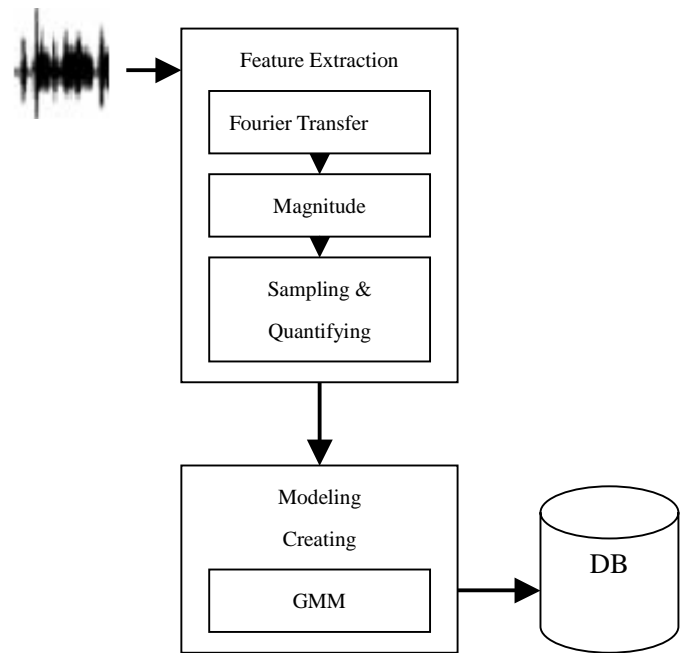 Feature Extraction
Fourier Transfer
Magnitude
Sampling &
Quantifying
Modeling
Creating
GMM
DB